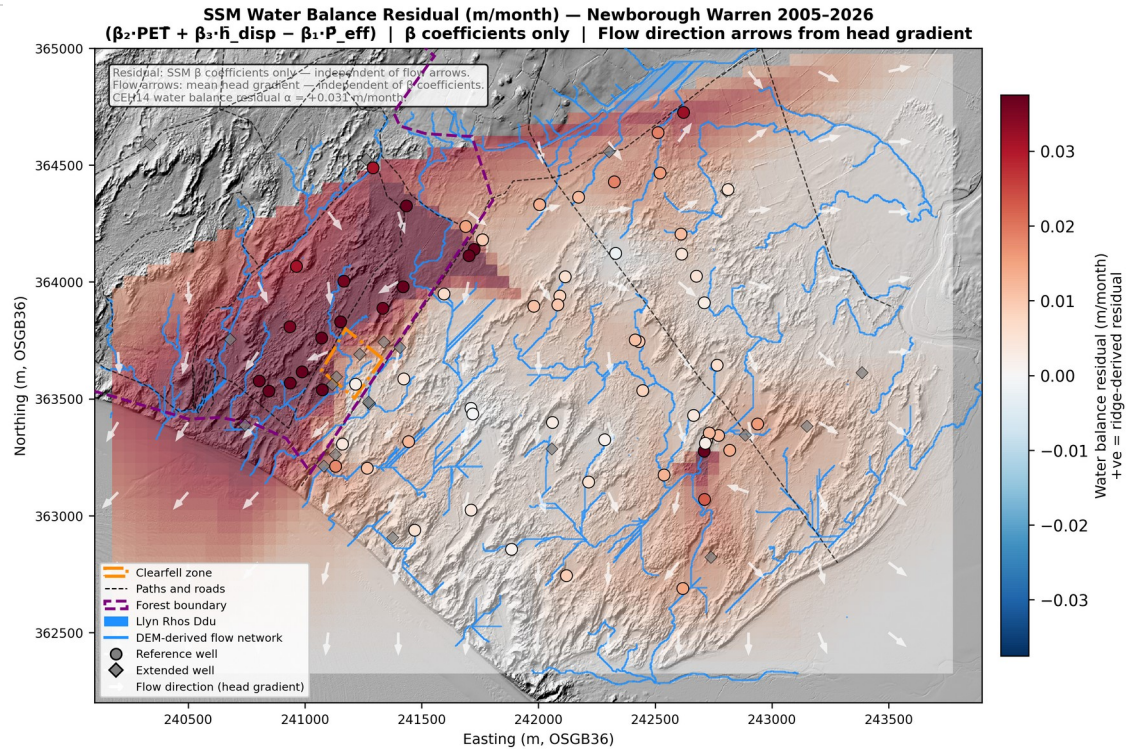 SSM Water Balance Residual (m/month) — Newborough Warren 2005–2026
(β₂·PET̄ + β₃·h̄_disp − β₁·P̄_eff) | β coefficients only | Flow direction arrows from head gradient
Residual: SSM β coefficients only — independent of flow arrows.
Flow arrows: mean head gradient — independent of β coefficients.
CEH14 water balance residual α = +0.031 m/month
365000
364500
364000
363500
363000
362500
Northing (m, OSGB36)
240500
241000
241500
242000
242500
243000
243500
Easting (m, OSGB36)
Clearfell zone
Paths and roads
Forest boundary
Llyn Rhos Ddu
DEM-derived flow network
Reference well
Extended well
Flow direction (head gradient)
0.03
0.02
0.01
0.00
−0.01
−0.02
−0.03
Water balance residual (m/month)
+ve = ridge-derived residual